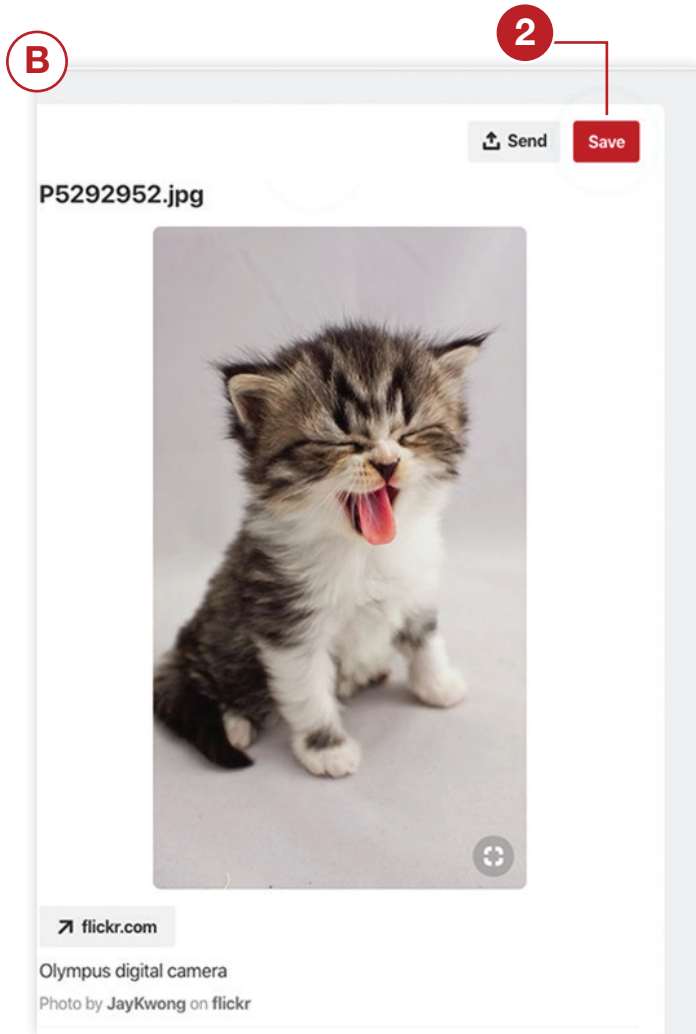 B
2
Send
Save
P5292952.jpg
flickr.com
Olympus digital camera
Photo by JayKwong on flickr